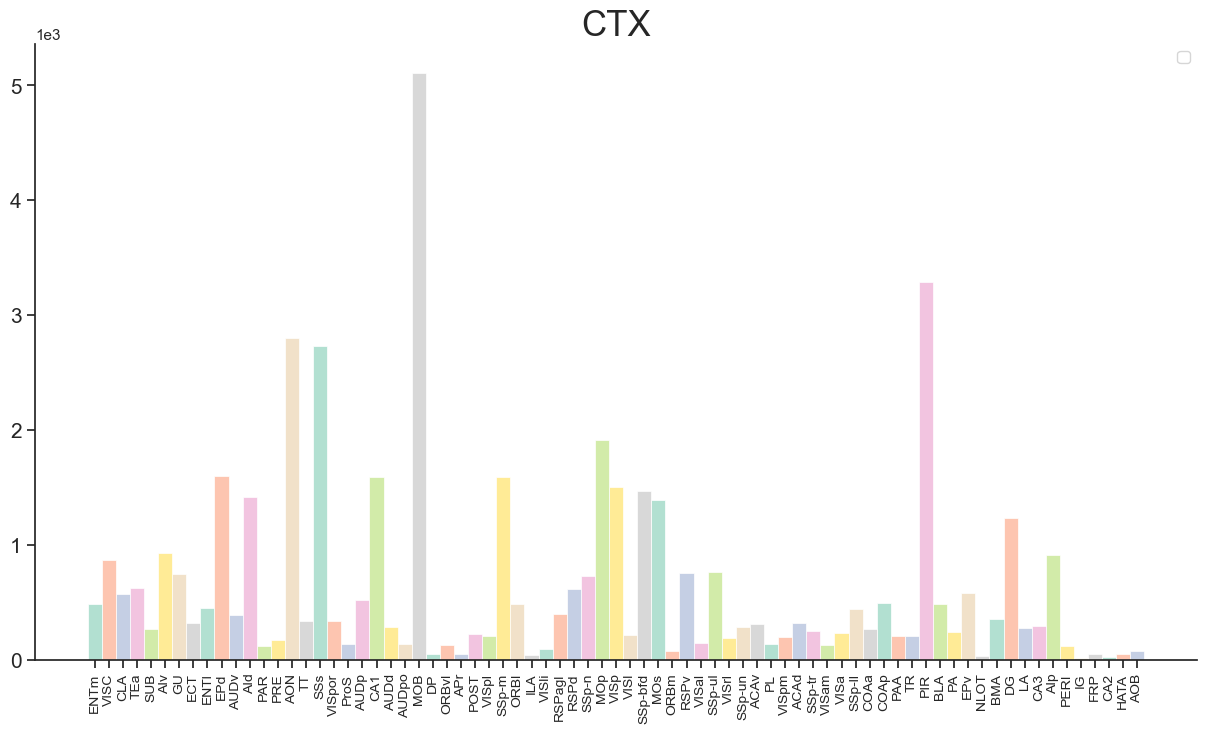 CTX
1e3
5
4
3
2
1
0
ENTm
VISC
CLA
TEa
SUB
AIv
GU
ECT
ENTl
EPd
AUDv
AId
PAR
PRE
AON
TT
SSs
VISpor
ProS
AUDp
CA1
AUDd
AUDpo
MOB
DP
ORBvl
APr
POST
VISpl
SSp-m
ORBl
ILA
VISli
RSPagl
RSPd
SSp-n
MOp
VISp
VISl
SSp-bfd
MOs
ORBm
RSPv
VISal
SSp-ul
VISrl
SSp-un
ACAv
PL
VISpm
ACAd
SSp-tr
VISam
VISa
SSp-ll
COAa
COAp
PAA
TR
PIR
BLA
PA
EPv
NLOT
BMA
DG
LA
CA3
AIp
PERI
IG
FRP
CA2
HATA
AOB